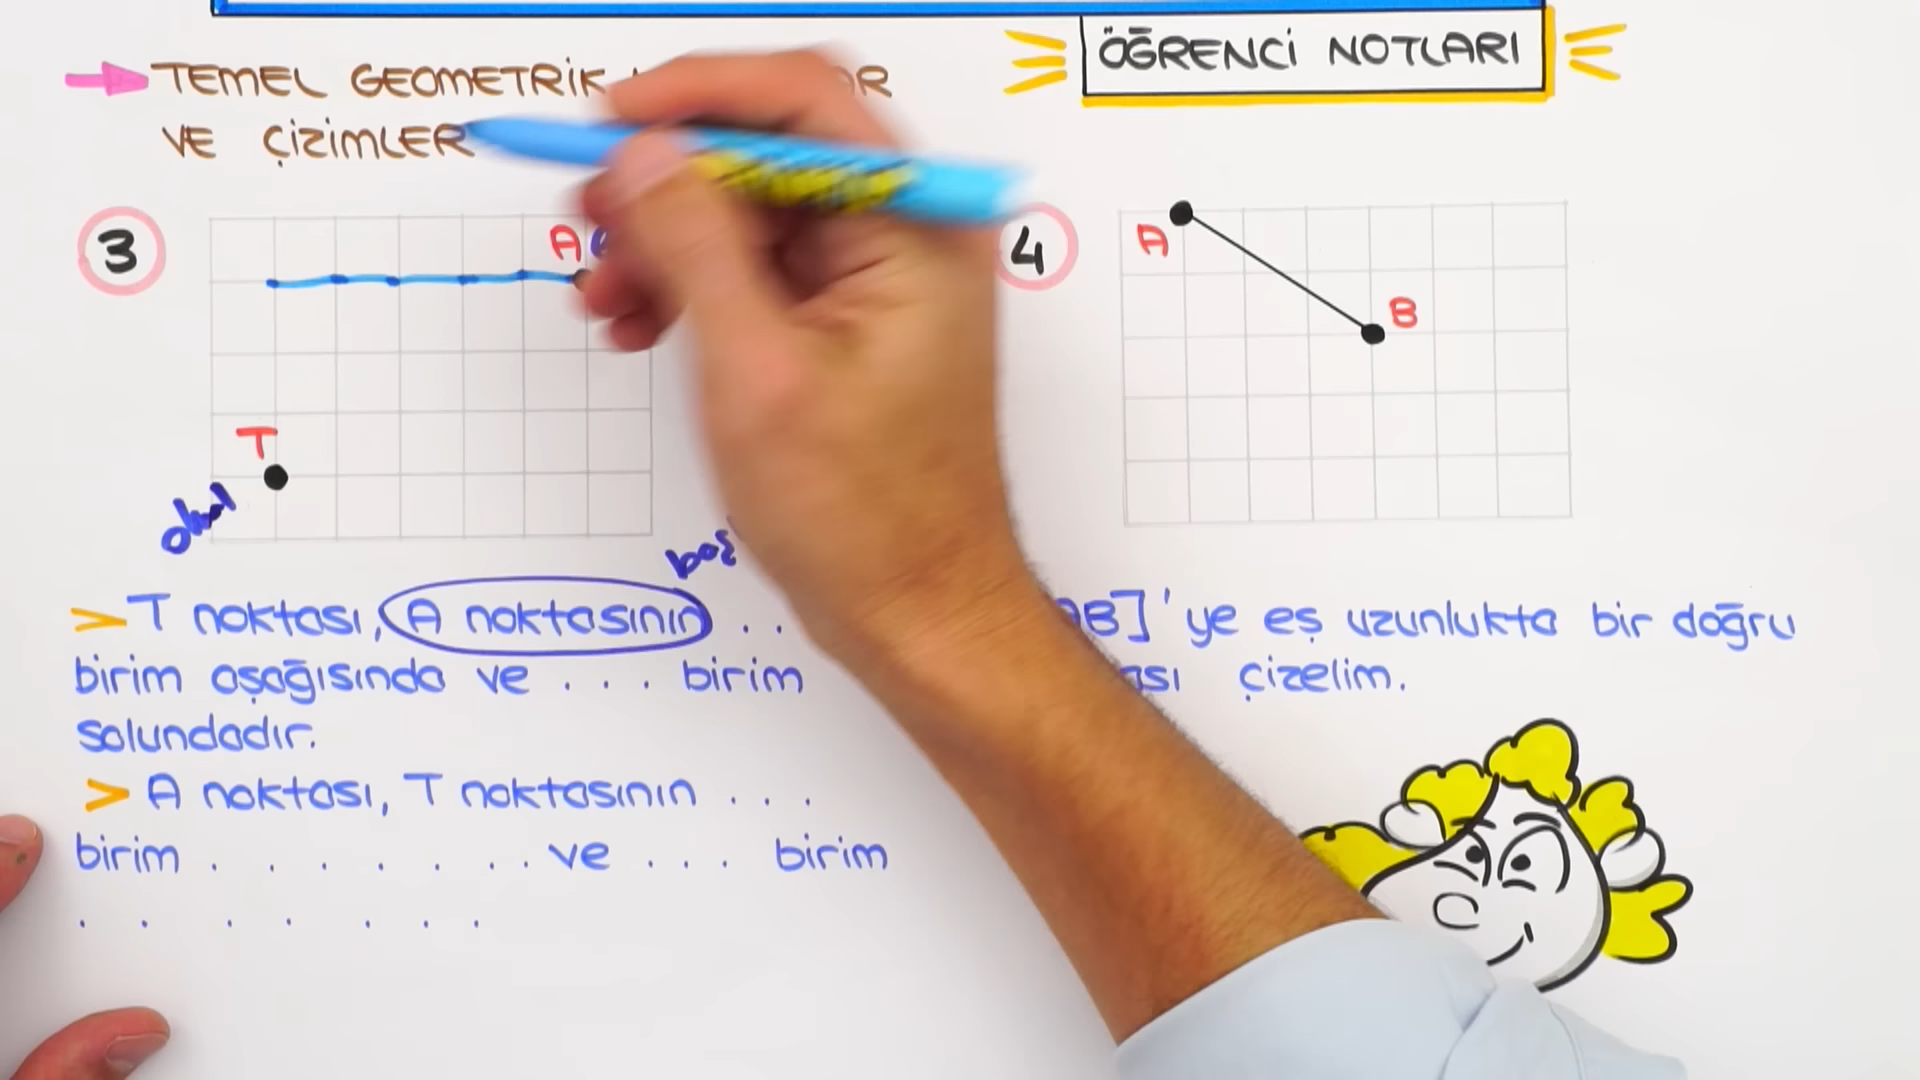 ÖĞRENCİ NOTLARI
TEMEL GEOMETRİK
VE ÇİZİMLER
3
A
T
4
A
B
> T noktası, A noktasının . .
birim aşağısında ve . . . birim
solundadır.
> A noktası, T noktasının . . .
birim . . . . . . . ve . . . birim
. . . . . . .
AB]'ye eş uzunlukta bir doğru
çizelim.